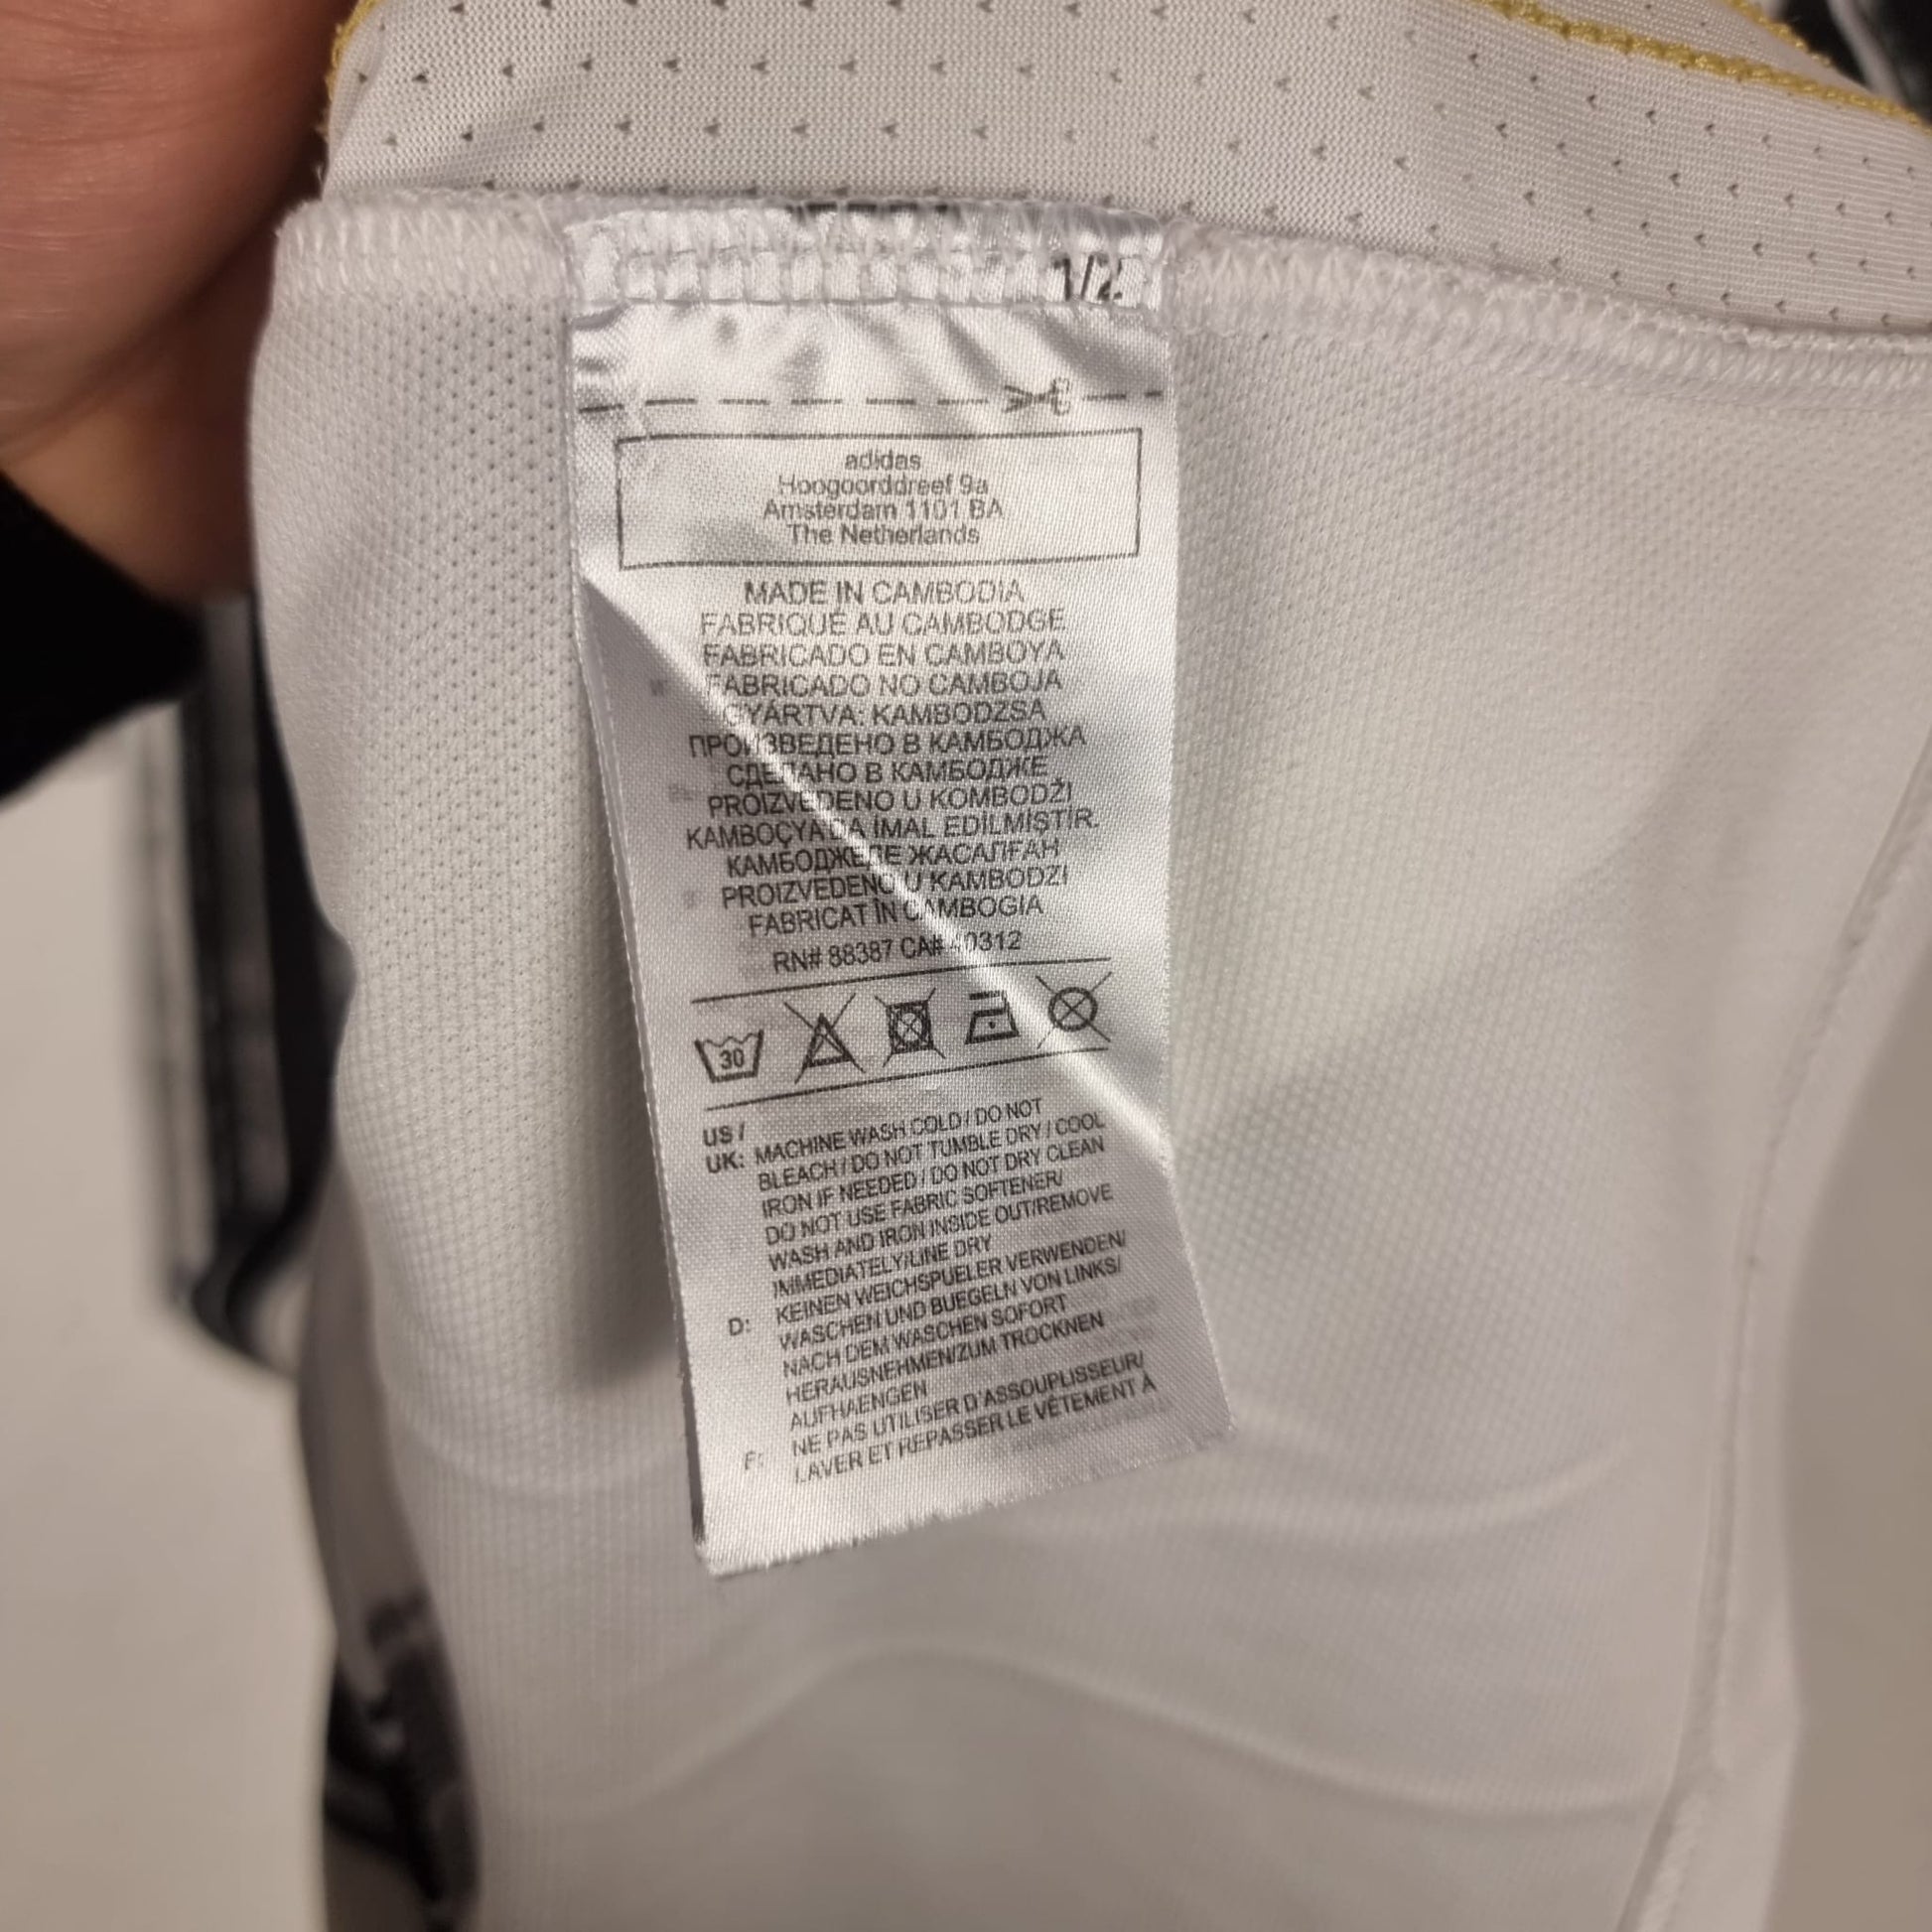 1/2
adidas
Hoogoorddreef 9a
Amsterdam 1101 BA
The Netherlands
MADE IN CAMBODIA
FABRIQUÉ AU CAMBODGE
FABRICADO EN CAMBOYA
FABRICADO NO CAMBOJA
GYÁRTVA: KAMBODZSA
ПРОИЗВЕДЕНО В КАМБОДЖА
СДЕЛАНО В КАМБОДЖЕ
PROIZVEDENO U KOMBODŽI
KAMBOÇYA'DA İMAL EDİLMİŞTİR.
КАМБОДЖЕДЕ ЖАСАЛҒАН
PROIZVEDENO U KAMBODZI
FABRICAT ÎN CAMBOGIA
RN# 88387 CA# 40312
30
US /
UK: MACHINE WASH COLD / DO NOT
BLEACH / DO NOT TUMBLE DRY / COOL
IRON IF NEEDED / DO NOT DRY CLEAN
DO NOT USE FABRIC SOFTENER/
WASH AND IRON INSIDE OUT/REMOVE
IMMEDIATELY/LINE DRY
D: KEINEN WEICHSPUELER VERWENDEN/
WASCHEN UND BUEGELN VON LINKS/
NACH DEM WASCHEN SOFORT
HERAUSNEHMEN/ZUM TROCKNEN
AUFHAENGEN
F: NE PAS UTILISER D'ASSOUPLISSEUR/
LAVER ET REPASSER LE VÊTEMENT À